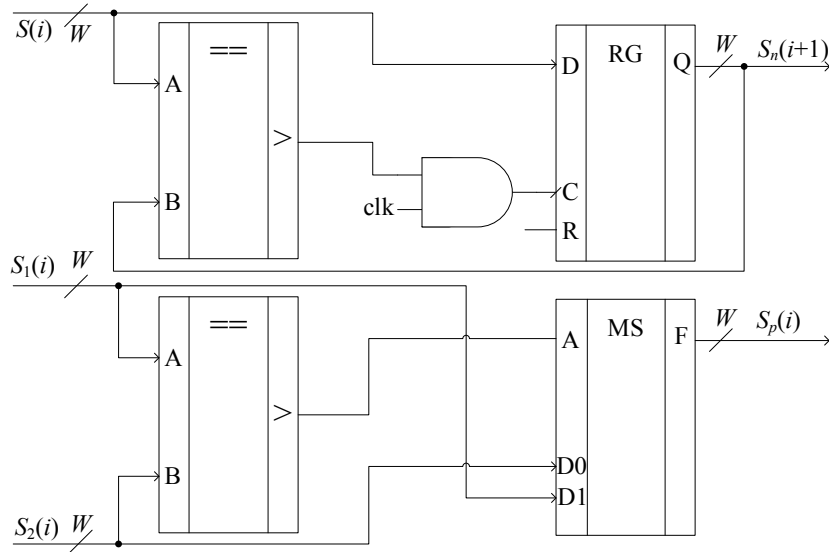 S(i) W == RG W Sₙ(i+1)
D Q
A
>
B clk C
R
S₁(i) W
== MS W Sₚ(i)
A A F
>
B D0
D1
S₂(i) W